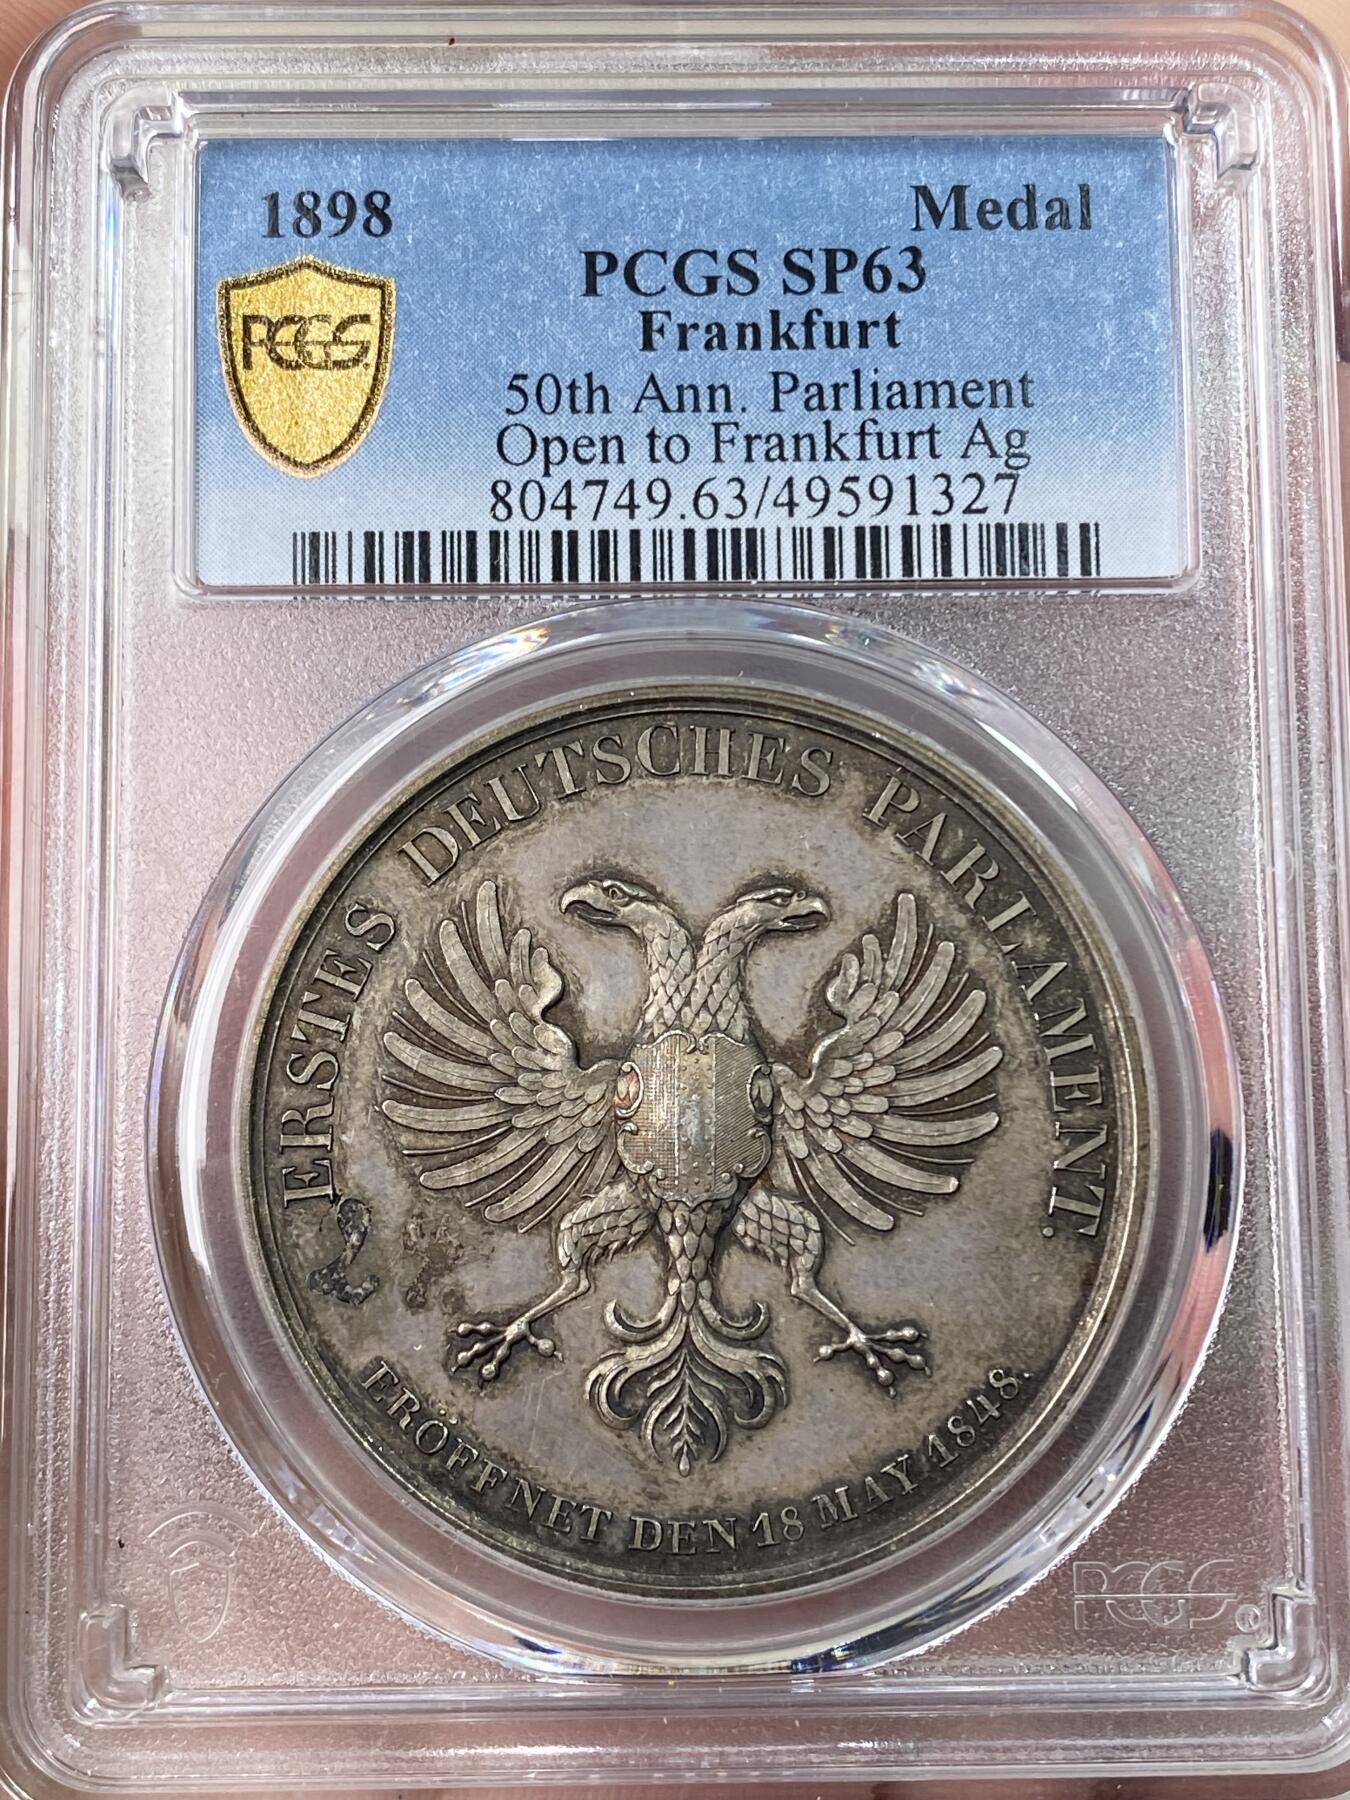 1898 Medal
PCGS SP63
PCGS
Frankfurt
50th Ann. Parliament
Open to Frankfurt Ag
804749.63/49591327
ERSTES DEUTSCHES PARLAMENT.
ERÖFFNET DEN 18 MAY 1848.
PCGS